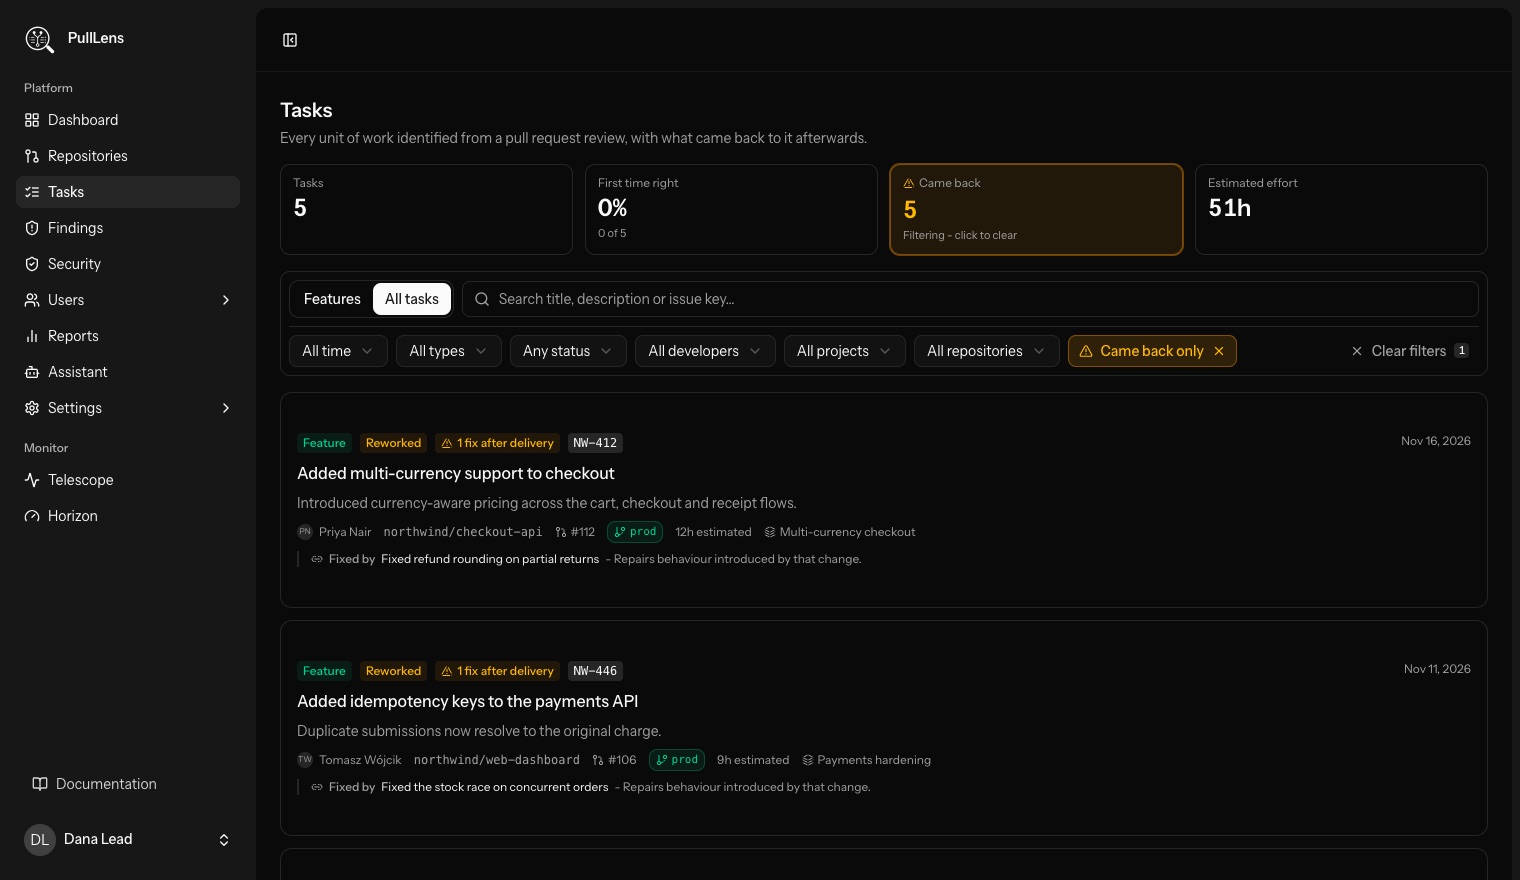 PullLens
Platform
Dashboard
Repositories
Tasks
Findings
Security
Users
Reports
Assistant
Settings
Monitor
Telescope
Horizon
Documentation
DL Dana Lead
Tasks
Every unit of work identified from a pull request review, with what came back to it afterwards.
Tasks
5
First time right
0%
0 of 5
Came back
5
Filtering - click to clear
Estimated effort
51h
Features All tasks Search title, description or issue key...
All time All types Any status All developers All projects All repositories Came back only Clear filters 1
Feature Reworked 1 fix after delivery NW-412 Nov 16, 2026
Added multi-currency support to checkout
Introduced currency-aware pricing across the cart, checkout and receipt flows.
PN Priya Nair northwind/checkout-api #112 prod 12h estimated Multi-currency checkout
Fixed by Fixed refund rounding on partial returns - Repairs behaviour introduced by that change.
Feature Reworked 1 fix after delivery NW-446 Nov 11, 2026
Added idempotency keys to the payments API
Duplicate submissions now resolve to the original charge.
TW Tomasz Wójcik northwind/web-dashboard #106 prod 9h estimated Payments hardening
Fixed by Fixed the stock race on concurrent orders - Repairs behaviour introduced by that change.